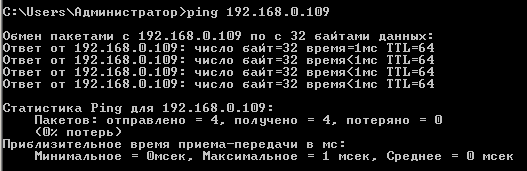 C:\Users\Администратор>ping 192.168.0.109
Обмен пакетами с 192.168.0.109 по с 32 байтами данных:
Ответ от 192.168.0.109: число байт=32 время=1мс TTL=64
Ответ от 192.168.0.109: число байт=32 время<1мс TTL=64
Ответ от 192.168.0.109: число байт=32 время<1мс TTL=64
Ответ от 192.168.0.109: число байт=32 время<1мс TTL=64
Статистика Ping для 192.168.0.109:
Пакетов: отправлено = 4, получено = 4, потеряно = 0
(0% потерь)
Приблизительное время приема-передачи в мс:
Минимальное = 0мсек, Максимальное = 1 мсек, Среднее = 0 мсек